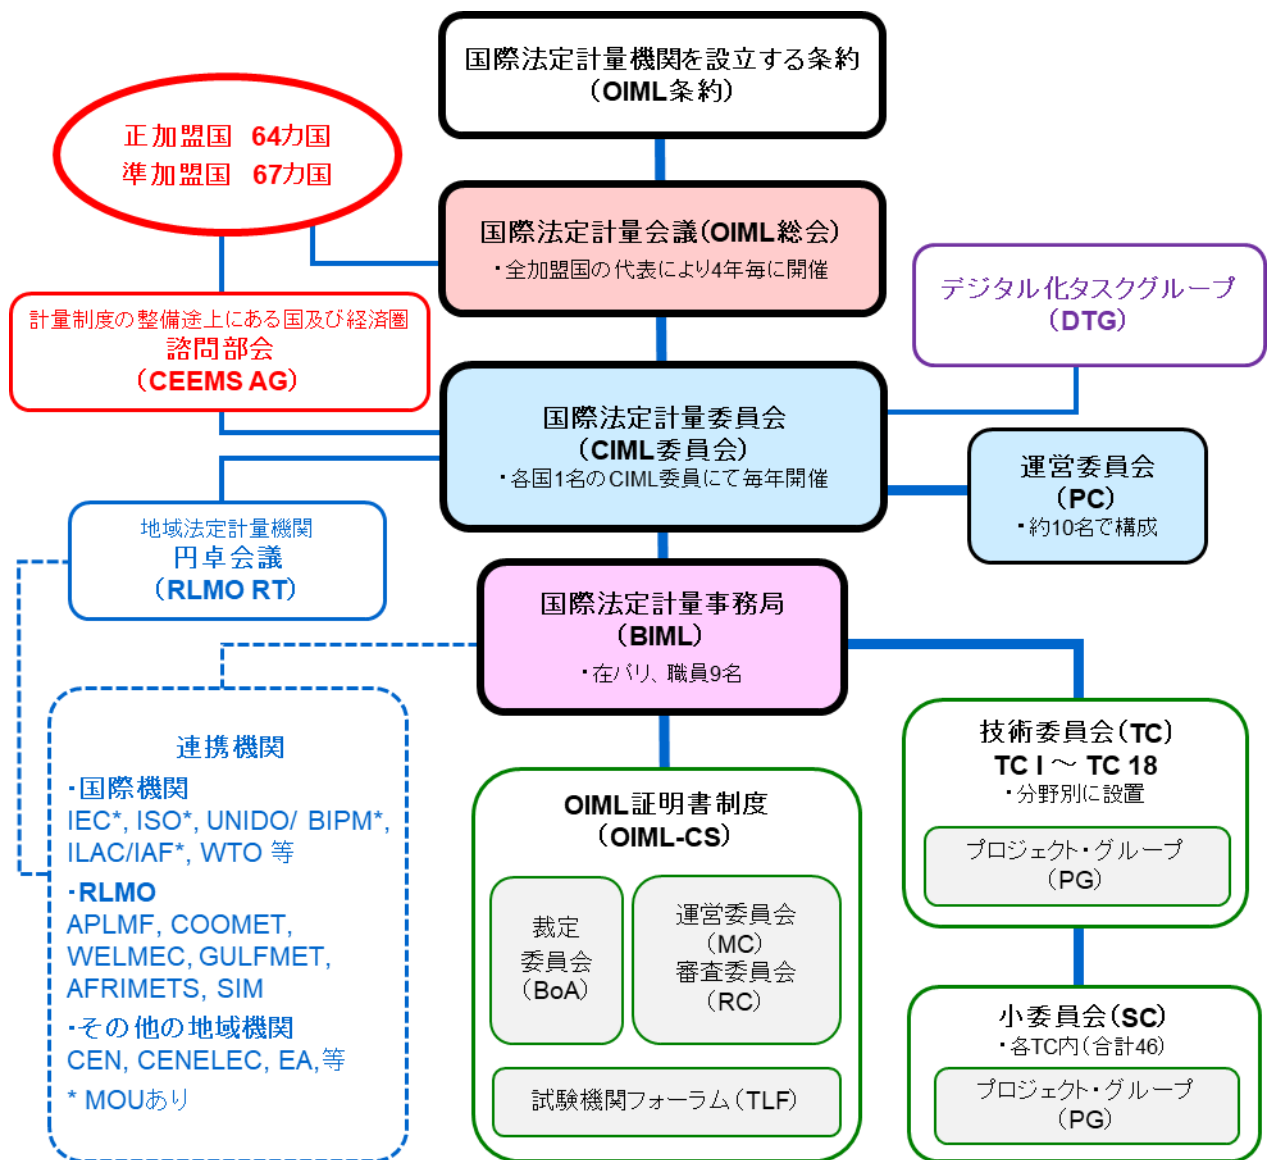 国際法定計量機関を設立する条約
(OIML条約)
正加盟国 64カ国
準加盟国 67カ国
国際法定計量会議(OIML総会)
・全加盟国の代表により4年毎に開催
デジタル化タスクグループ
(DTG)
計量制度の整備途上にある国及び経済圏
諮問部会
(CEEMS AG)
国際法定計量委員会
(CIML委員会)
・各国1名のCIML委員にて毎年開催
運営委員会
(PC)
・約10名で構成
地域法定計量機関
円卓会議
(RLMO RT)
国際法定計量事務局
(BIML)
・在パリ、職員9名
連携機関
・国際機関
IEC*, ISO*, UNIDO/ BIPM*,
ILAC/IAF*, WTO 等
・RLMO
APLMF, COOMET,
WELMEC, GULFMET,
AFRIMETS, SIM
・その他の地域機関
CEN, CENELEC, EA,等
* MOUあり
OIML証明書制度
(OIML-CS)
裁定
委員会
(BoA)
運営委員会
(MC)
審査委員会
(RC)
試験機関フォーラム(TLF)
技術委員会(TC)
TC I～ TC 18
・分野別に設置
プロジェクト・グループ
(PG)
小委員会(SC)
・各TC内(合計46)
プロジェクト・グループ
(PG)